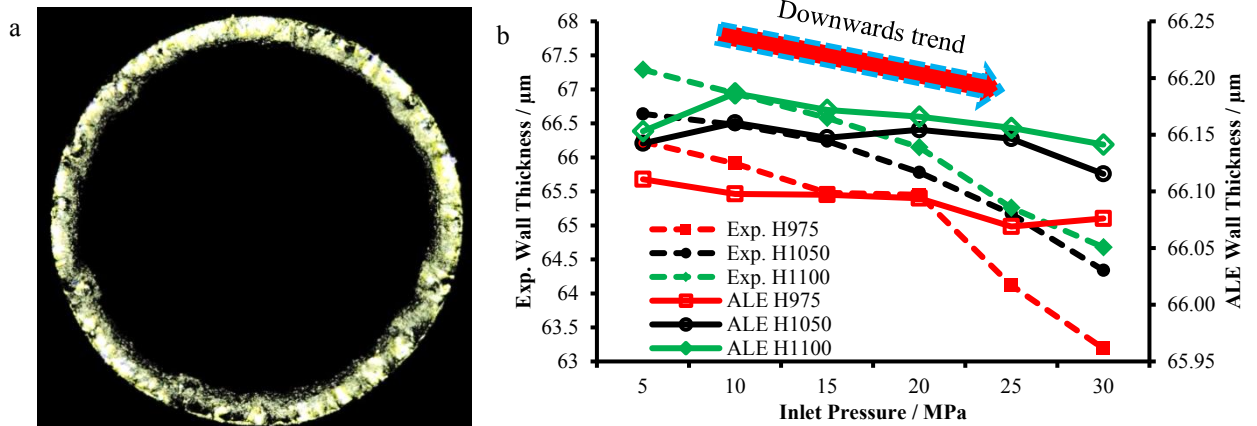 a
b
Downwards trend
Exp. Wall Thickness / µm
68
67.5
67
66.5
66
65.5
65
64.5
64
63.5
63
Exp. H975
Exp. H1050
Exp. H1100
ALE H975
ALE H1050
ALE H1100
66.25
66.20
66.15
66.10
66.05
66.00
65.95
ALE Wall Thickness / µm
5 10 15 20 25 30
Inlet Pressure / MPa